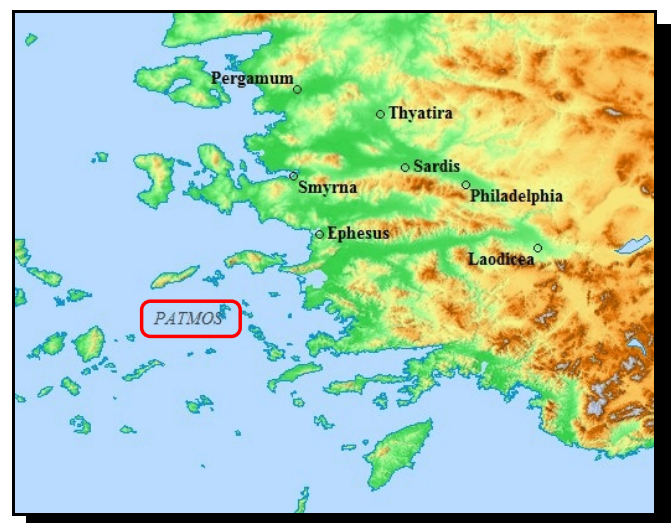 Pergamum
Thyatira
Sardis
Smyrna
Philadelphia
Ephesus
Laodicea
PATMOS